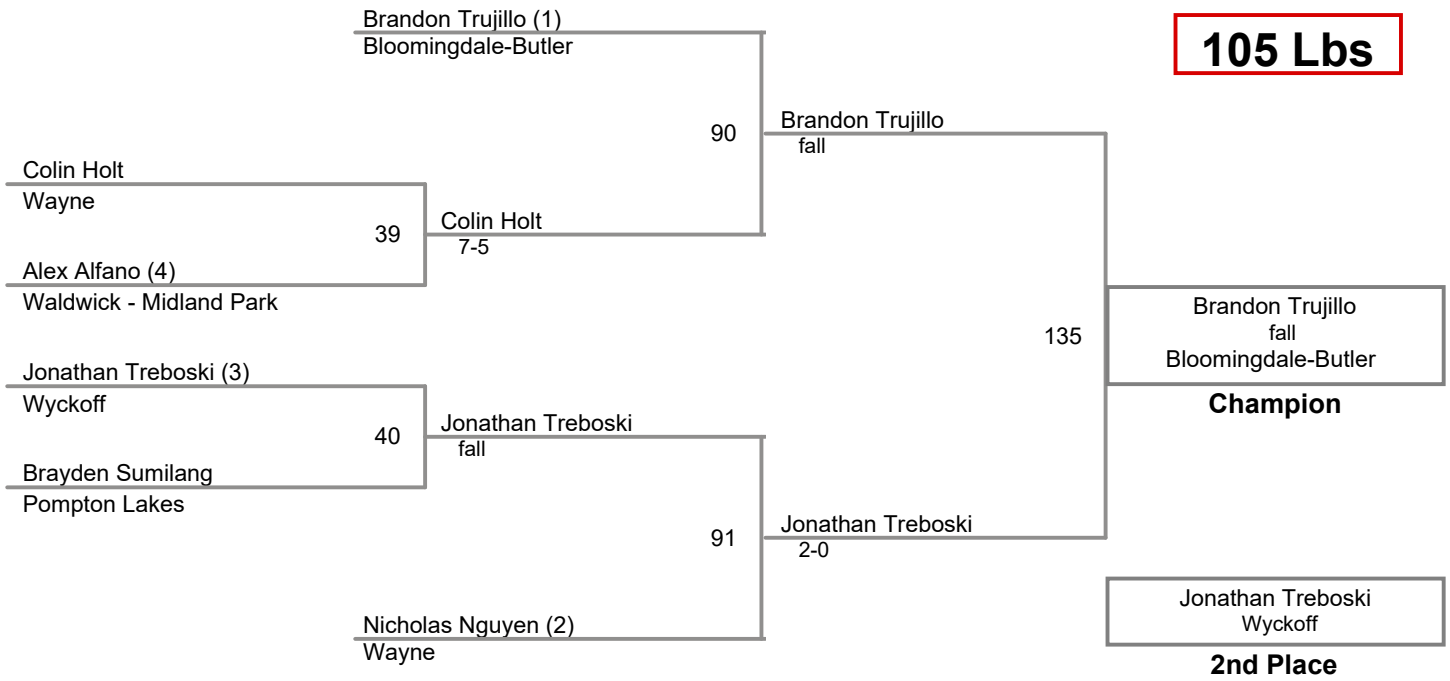 Brandon Trujillo (1)
Bloomingdale-Butler
105 Lbs
90
Brandon Trujillo
fall
Colin Holt
Wayne
39
Colin Holt
7-5
Alex Alfano (4)
Waldwick - Midland Park
135
Brandon Trujillo
fall
Bloomingdale-Butler
Champion
Jonathan Treboski (3)
Wyckoff
40
Jonathan Treboski
fall
Brayden Sumilang
Pompton Lakes
91
Jonathan Treboski
2-0
Nicholas Nguyen (2)
Wayne
Jonathan Treboski
Wyckoff
2nd Place